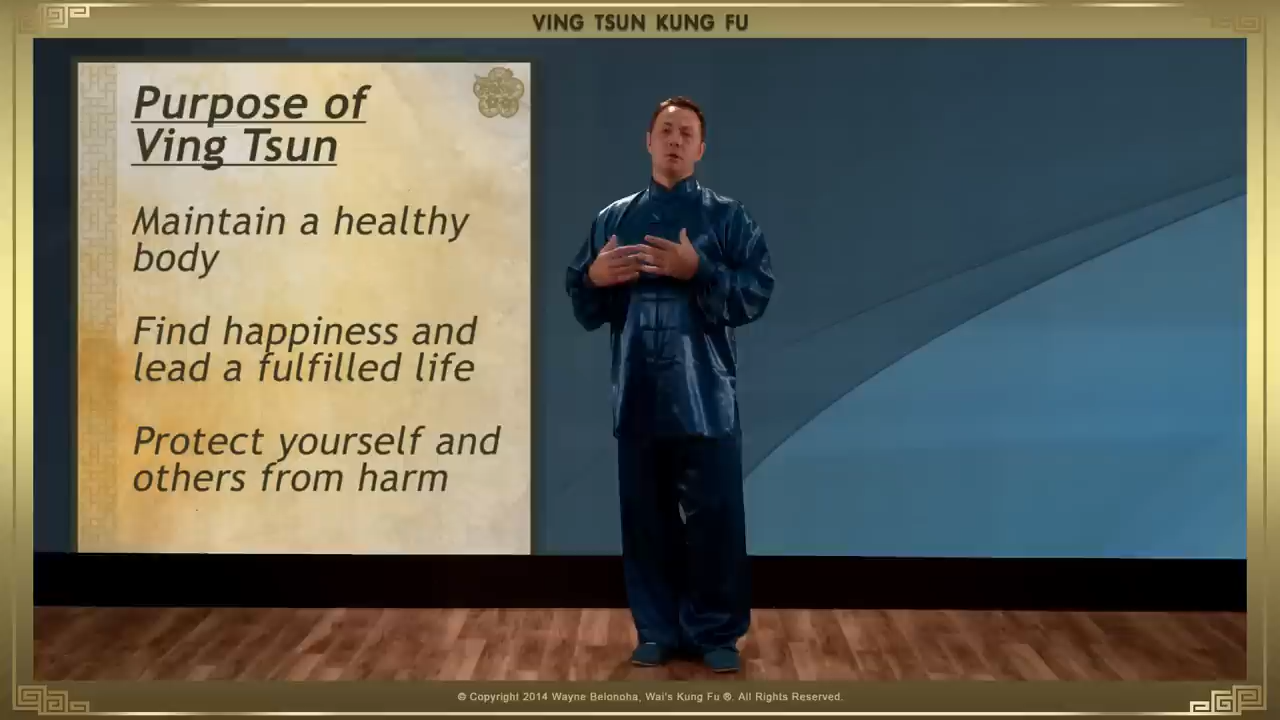 VING TSUN KUNG FU
Purpose of
Ving Tsun
Maintain a healthy
body
Find happiness and
lead a fulfilled life
Protect yourself and
others from harm
© Copyright 2014 Wayne Belonoha, Wai's Kung Fu ®. All Rights Reserved.